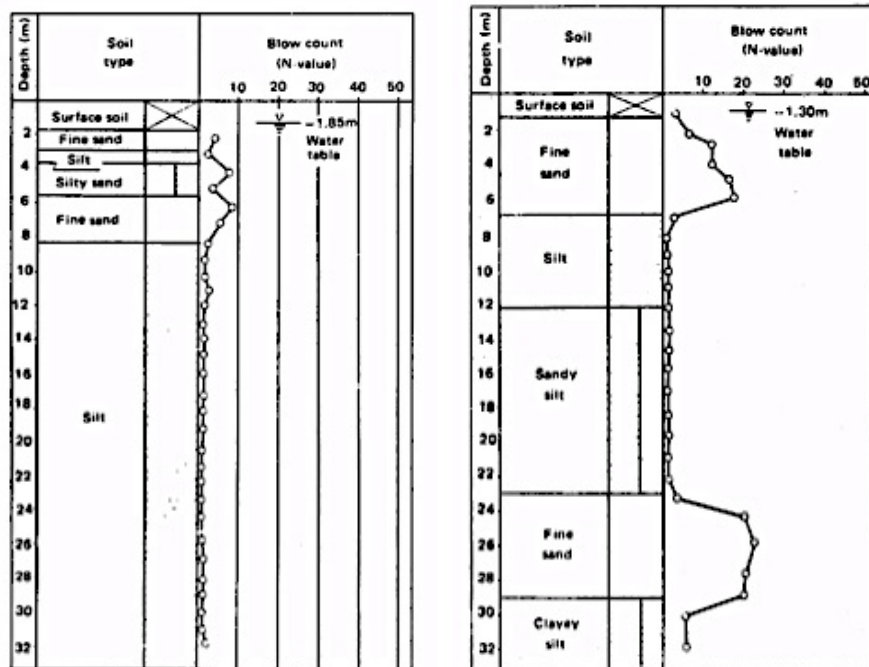 Depth (m)
Soil
type
Blow count
(N-value)
10 20 30 40 50
Surface soil
-1.85m
Water
table
2
Fine sand
Silt
4
Silty sand
6
Fine sand
8
10
12
14
16
18
Silt
20
22
24
26
28
30
32
Depth (m)
Soil
type
Blow count
(N-value)
10 20 30 40 50
Surface soil
--1.30m
Water
table
2
Fine
sand
4
6
8
Silt
10
12
14
16
Sandy
silt
18
20
22
24
Fine
sand
26
28
30
Clayey
silt
32